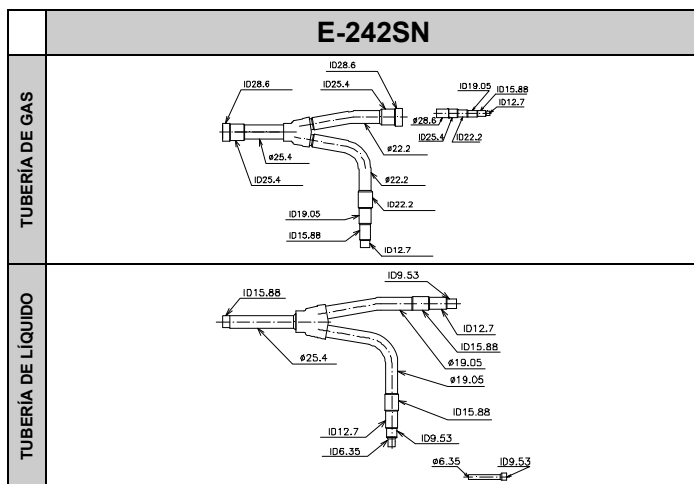 E-242SN
TUBERÍA DE GAS
ID28.6
ID25.4
ID28.6
ø25.4
ID25.4
ø22.2
ø22.2
ID22.2
ID19.05
ID15.88
ID12.7
ID19.05
ID15.88
ID12.7
ø28.6
ID25.4
ID22.2
TUBERÍA DE LÍQUIDO
ID15.88
ø25.4
ID9.53
ID12.7
ID15.88
ø19.05
ø19.05
ID15.88
ID12.7
ID9.53
ID6.35
ø6.35
ID9.53